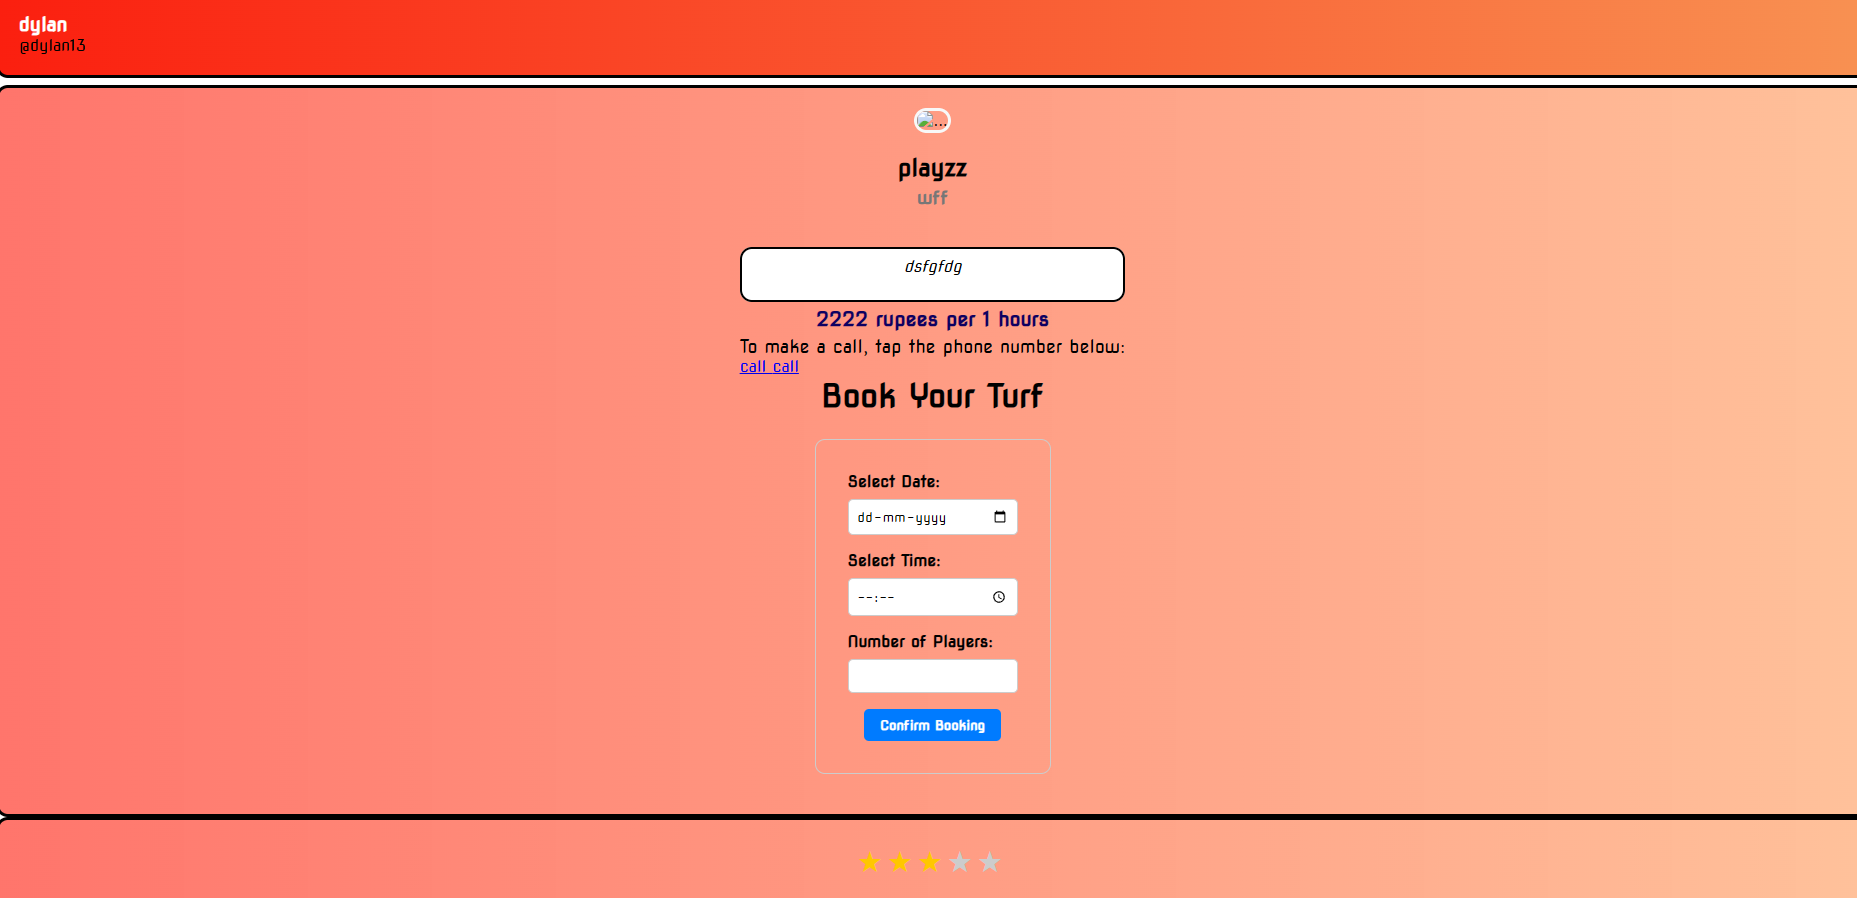 dylan
@dylan13
...
playzz
wff
dsfgfdg
2222 rupees per 1 hours
To make a call, tap the phone number below:
call call
Book Your Turf
Select Date:
dd-mm-yyyy
Select Time:
--:--
Number of Players:
Confirm Booking